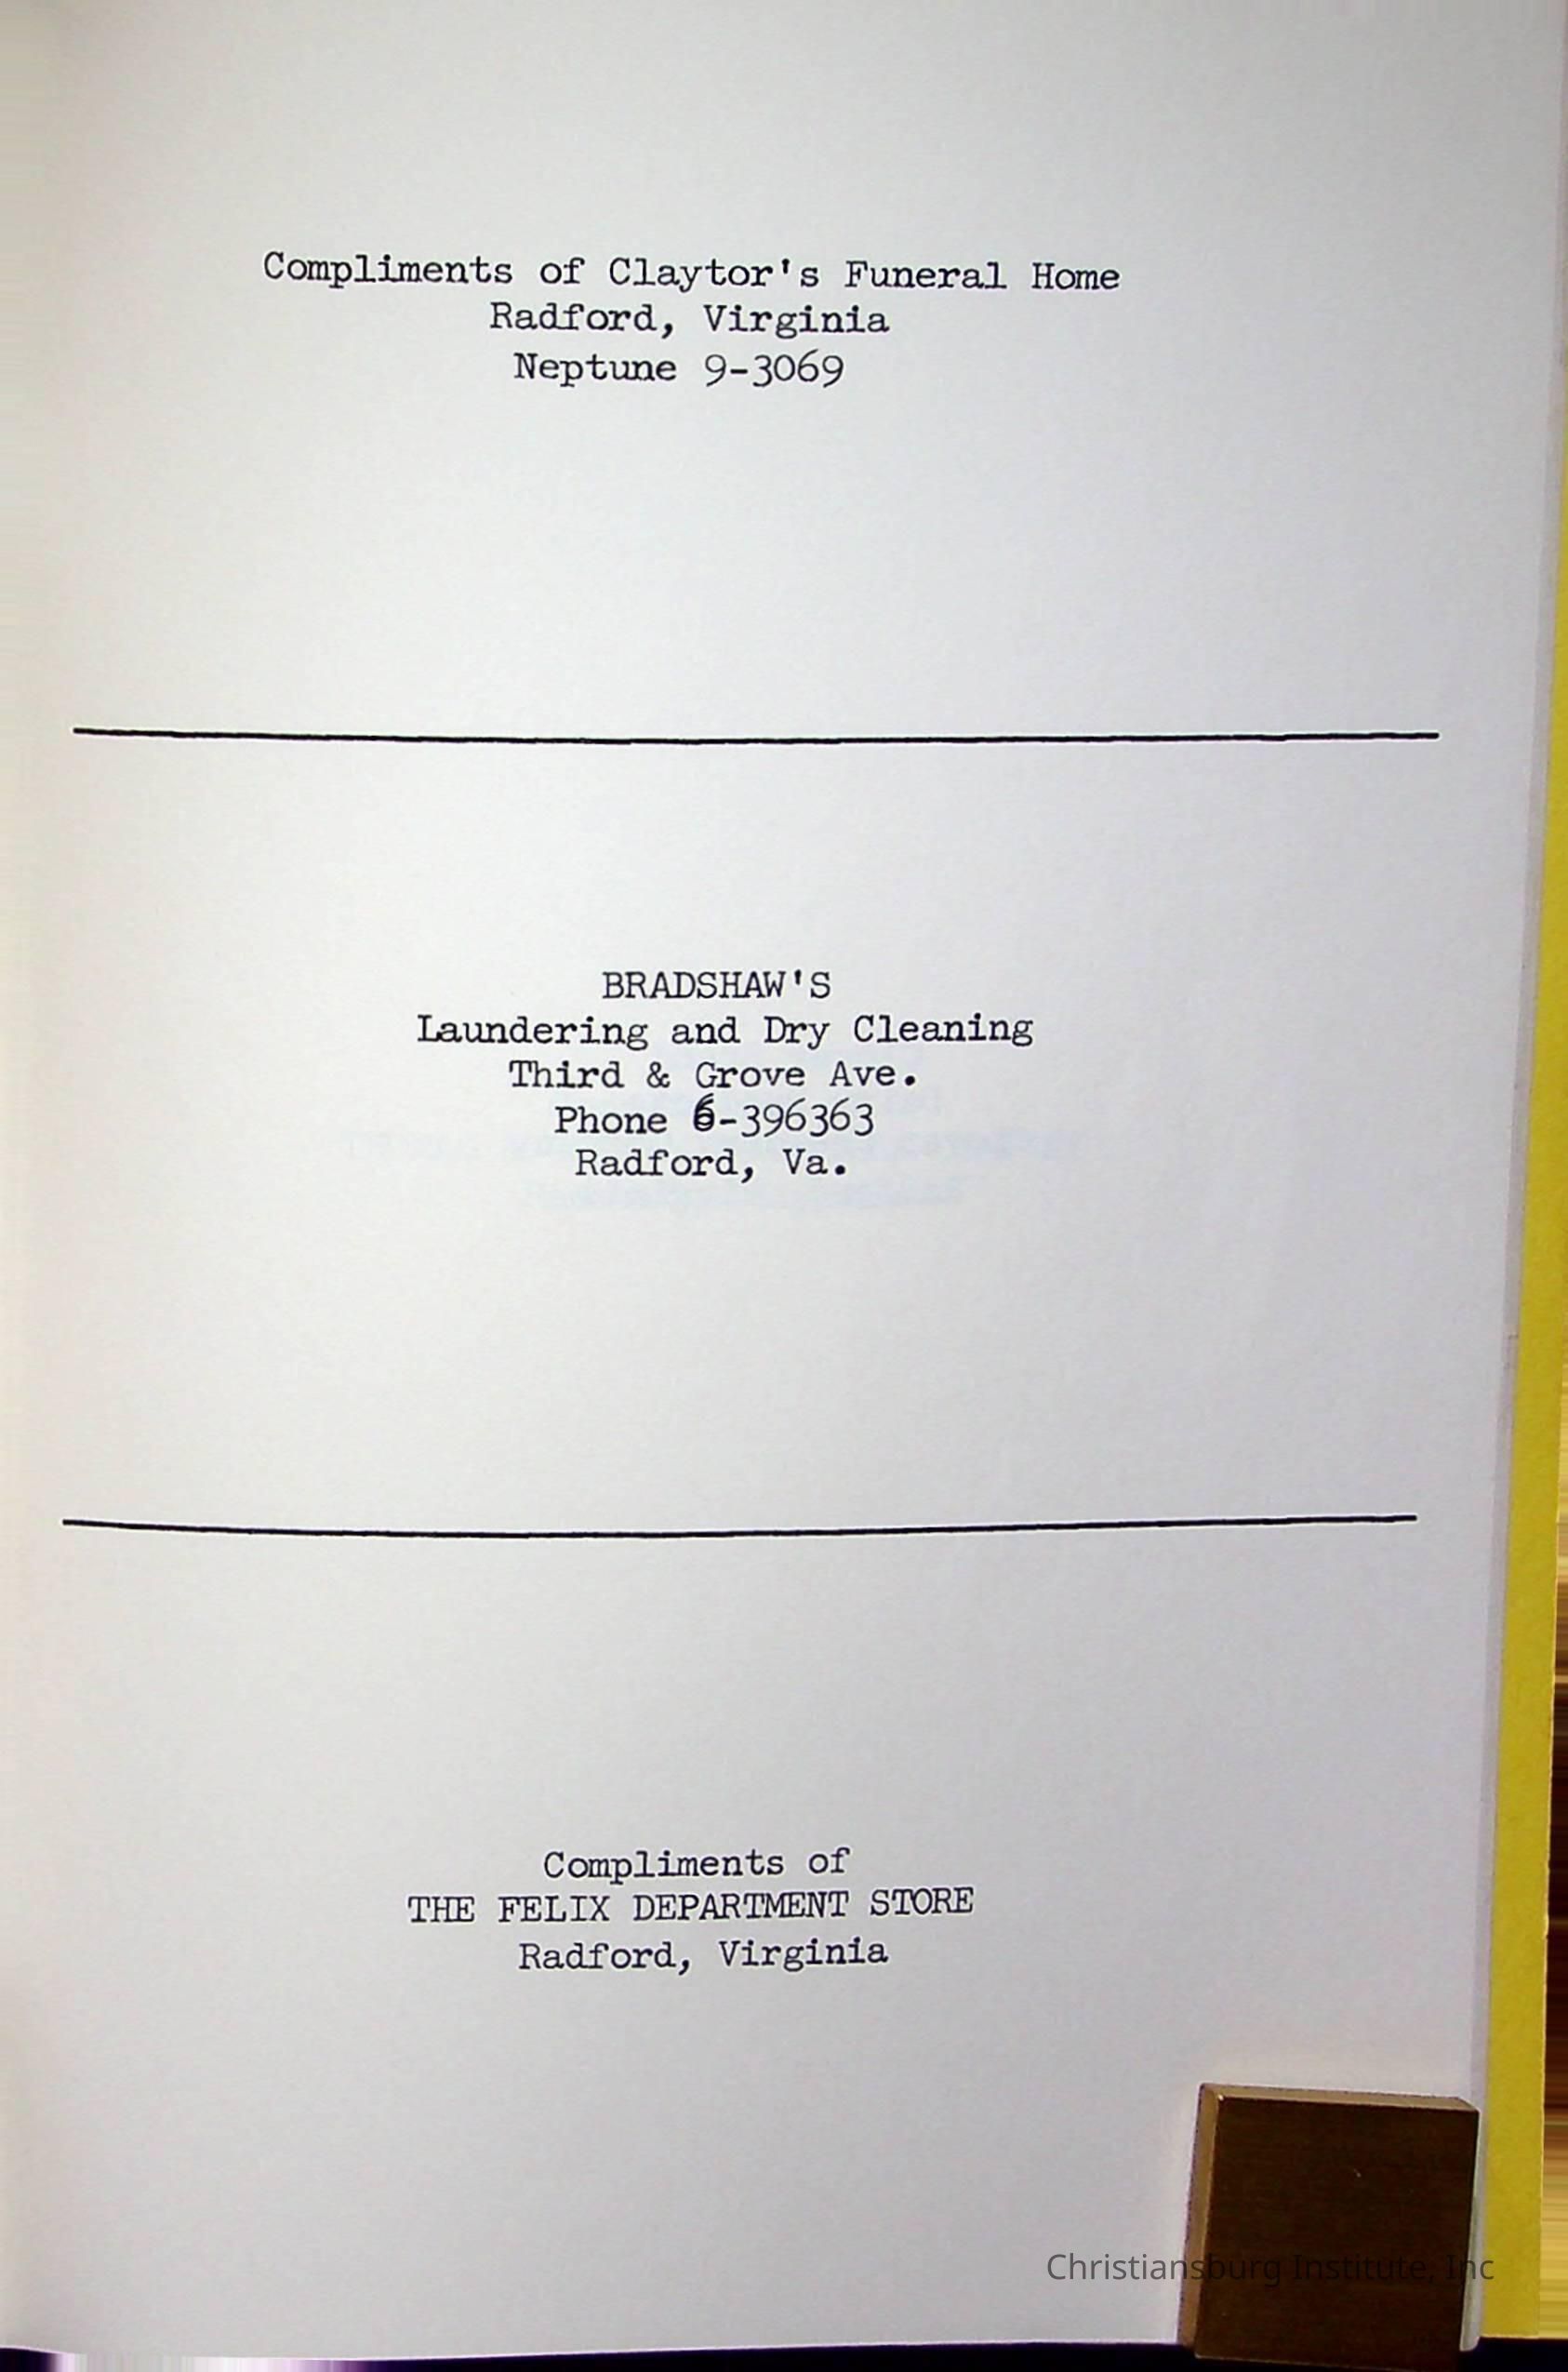 Compliments of Claytor's Funeral Home
Radford, Virginia
Neptune 9-3069
BRADSHAW'S
Laundering and Dry Cleaning
Third & Grove Ave.
Phone 6-396363
Radford, Va.
Compliments of
THE FELIX DEPARTMENT STORE
Radford, Virginia
Christiansburg Institute, Inc